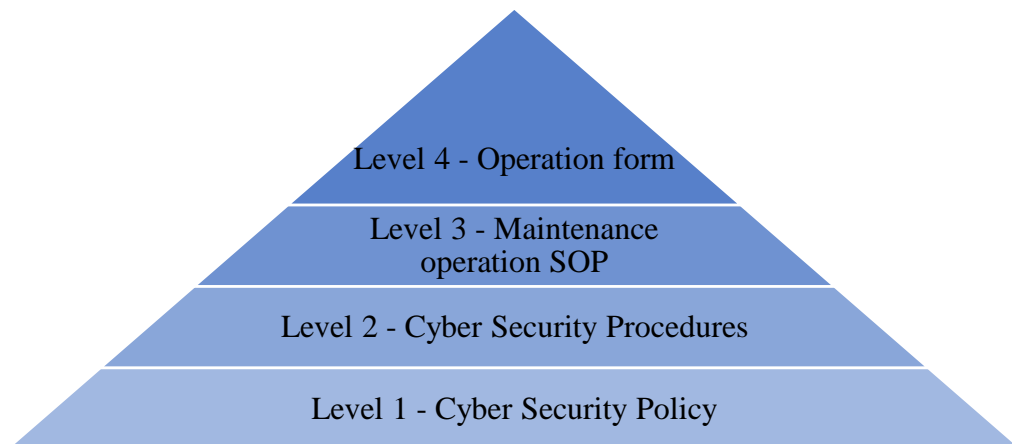 Level 4 - Operation form
Level 3 - Maintenance
operation SOP
Level 2 - Cyber Security Procedures
Level 1 - Cyber Security Policy